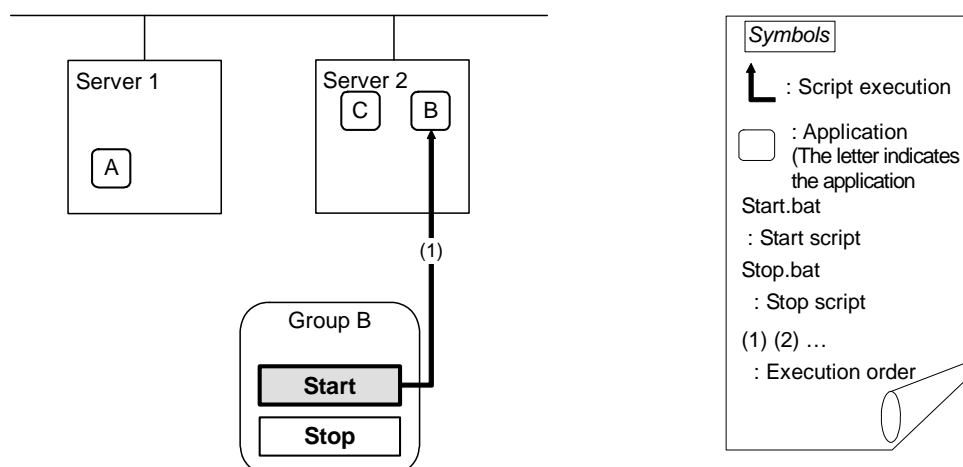 Server 1
A
Server 2
C
B
(1)
Group B
Start
Stop
Symbols
: Script execution
: Application
(The letter indicates
the application
Start.bat
: Start script
Stop.bat
: Stop script
(1) (2) …
: Execution order